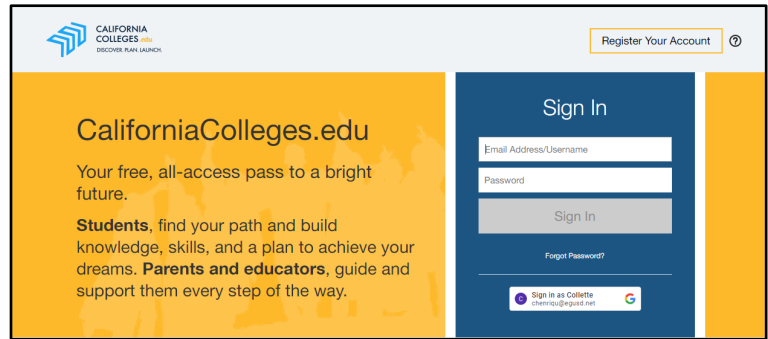 CALIFORNIA
COLLEGES.edu
DISCOVER. PLAN. LAUNCH.
Register Your Account
?
CaliforniaColleges.edu
Your free, all-access pass to a bright
future.
Students, find your path and build
knowledge, skills, and a plan to achieve your
dreams. Parents and educators, guide and
support them every step of the way.
Sign In
Email Address/Username
Password
Sign In
Forgot Password?
C
Sign in as Collette
chenriqu@egusd.net
G